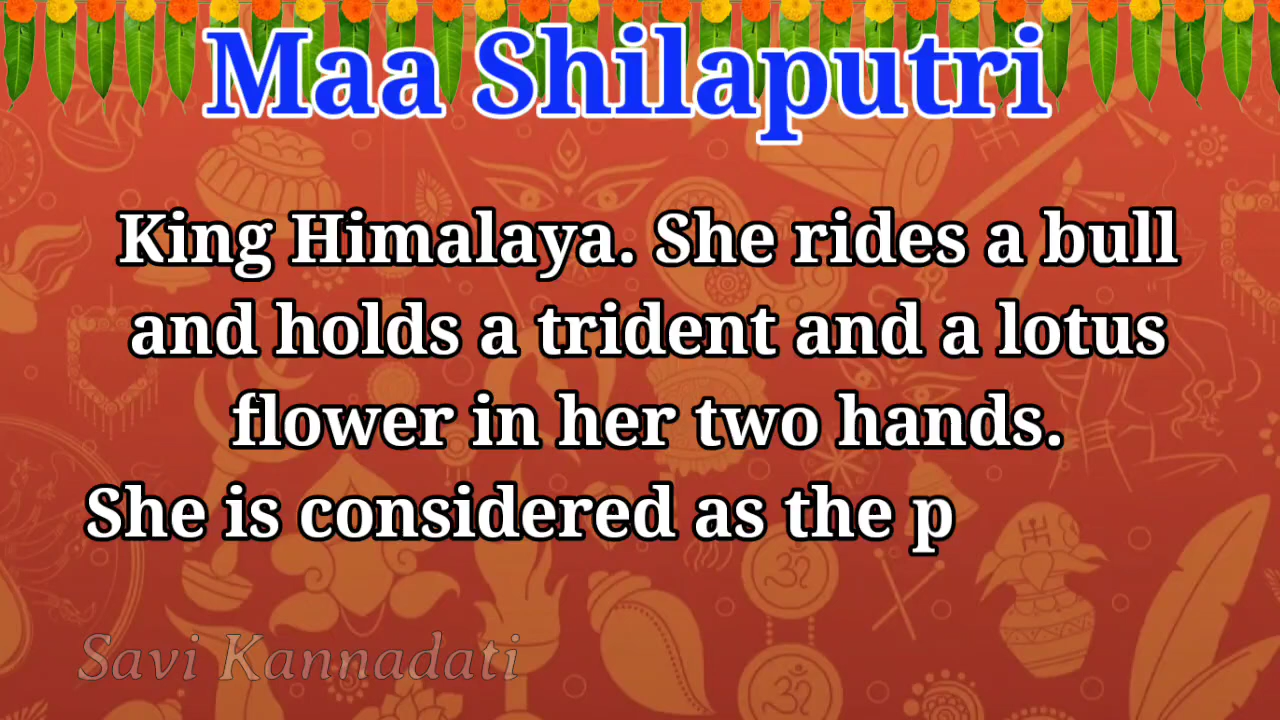 Maa Shilaputri
King Himalaya. She rides a bull
and holds a trident and a lotus
flower in her two hands.
She is considered as the p
Savi Kannadati